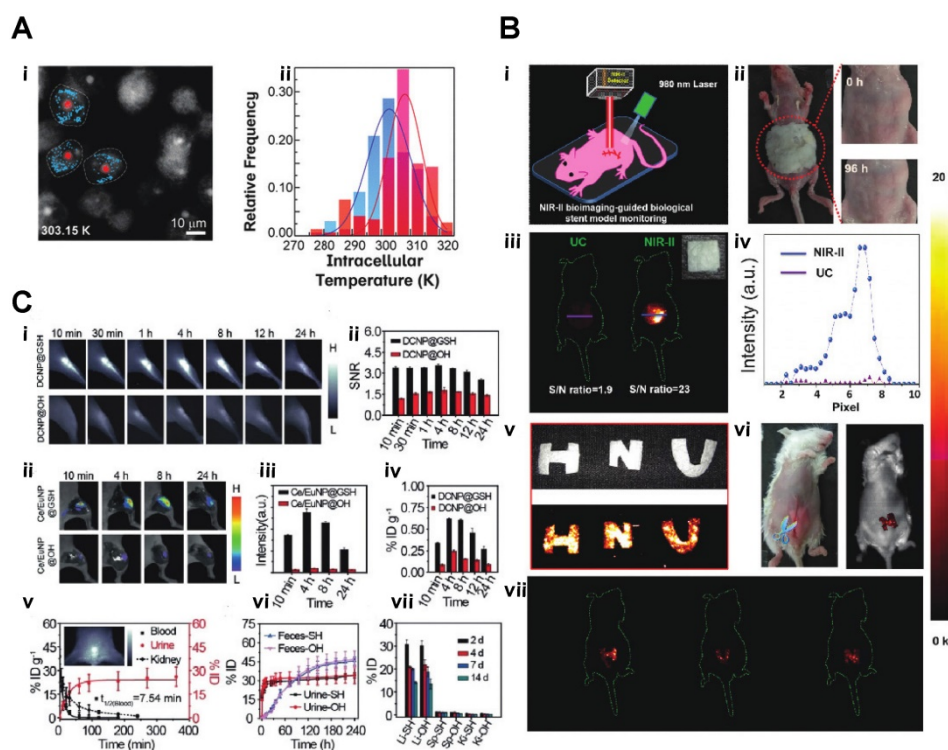 A
i
303.15 K
10 μm
ii
Relative Frequency
0.30
0.20
0.10
0.00
270 280 290 300 310 320
Intracellular
Temperature (K)
B
i
NIR-II
Detector
980 nm Laser
NIR-II bioimaging-guided biological
stent model monitoring
ii
0 h
96 h
iii
UC
NIR-II
S/N ratio=1.9
S/N ratio=23
iv
Intensity (a.u.)
NIR-II
UC
2 4 6 8 10
Pixel
v
H N U
H N U
vi
vii
20
0 k
C
i
10 min 30 min 1 h 4 h 8 h 12 h 24 h
DCNP@GSH
DCNP@OH
H
L
ii
SNR
4.5
3.0
1.5
0.0
DCNP@GSH
DCNP@OH
10 min 30 min 1 h 4 h 8 h 12 h 24 h
Time
ii
10 min 4 h 8 h 24 h
Ce/EuNP
@GSH
Ce/EuNP
@OH
H
L
iii
Intensity(a.u.)
Ce/EuNP@GSH
Ce/EuNP@OH
10 min 4 h 8 h 24 h
Time
iv
% ID g⁻¹
0.75
0.50
0.25
0.00
DCNP@GSH
DCNP@OH
10 min 4 h 8 h 12 h 24 h
Time
v
% ID g⁻¹
60
45
30
15
0
Blood
Urine
Kidney
t1/2(Blood)=7.54 min
60
45
30
15
0
% ID
0 100 200 300 400
Time (min)
vi
% ID
60
45
30
15
0
Feces-SH
Feces-OH
Urine-SH
Urine-OH
0 60 120 180 240
Time (h)
vii
% ID
40
30
20
10
0
2 d
4 d
7 d
14 d
Li-SH Li-OH Sp-SH Sp-OH Ki-SH Ki-OH